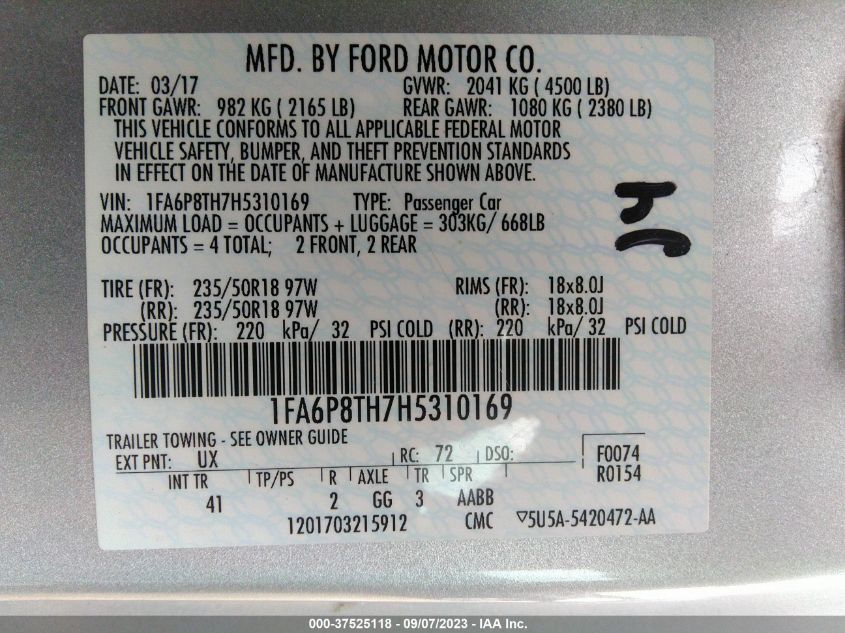 MFD. BY FORD MOTOR CO.
DATE: 03/17 GVWR: 2041 KG ( 4500 LB)
FRONT GAWR: 982 KG ( 2165 LB) REAR GAWR: 1080 KG ( 2380 LB)
THIS VEHICLE CONFORMS TO ALL APPLICABLE FEDERAL MOTOR
VEHICLE SAFETY, BUMPER, AND THEFT PREVENTION STANDARDS
IN EFFECT ON THE DATE OF MANUFACTURE SHOWN ABOVE.
VIN: 1FA6P8TH7H5310169 TYPE: Passenger Car
MAXIMUM LOAD = OCCUPANTS + LUGGAGE = 303KG/ 668LB
OCCUPANTS = 4 TOTAL; 2 FRONT, 2 REAR
TIRE (FR): 235/50R18 97W RIMS (FR): 18x8.0J
(RR): 235/50R18 97W (RR): 18x8.0J
PRESSURE (FR): 220 kPa/ 32 PSI COLD (RR): 220 kPa/ 32 PSI COLD
1FA6P8TH7H5310169
TRAILER TOWING - SEE OWNER GUIDE
EXT PNT: UX RC: 72 DSO: F0074
R0154
INT TR TP/PS R AXLE TR SPR
41 2 GG 3 AABB
1201703215912 CMC ▽5U5A-5420472-AA
000-37525118 - 09/07/2023 - IAA Inc.